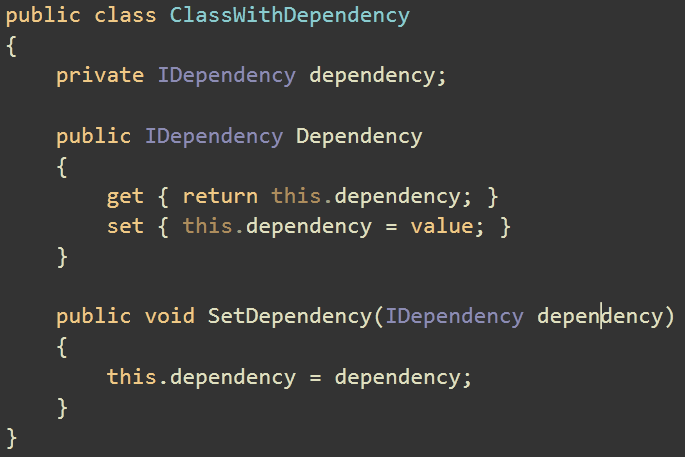 public class ClassWithDependency
{
    private IDependency dependency;

    public IDependency Dependency
    {
        get { return this.dependency; }
        set { this.dependency = value; }
    }

    public void SetDependency(IDependency dependency)
    {
        this.dependency = dependency;
    }
}